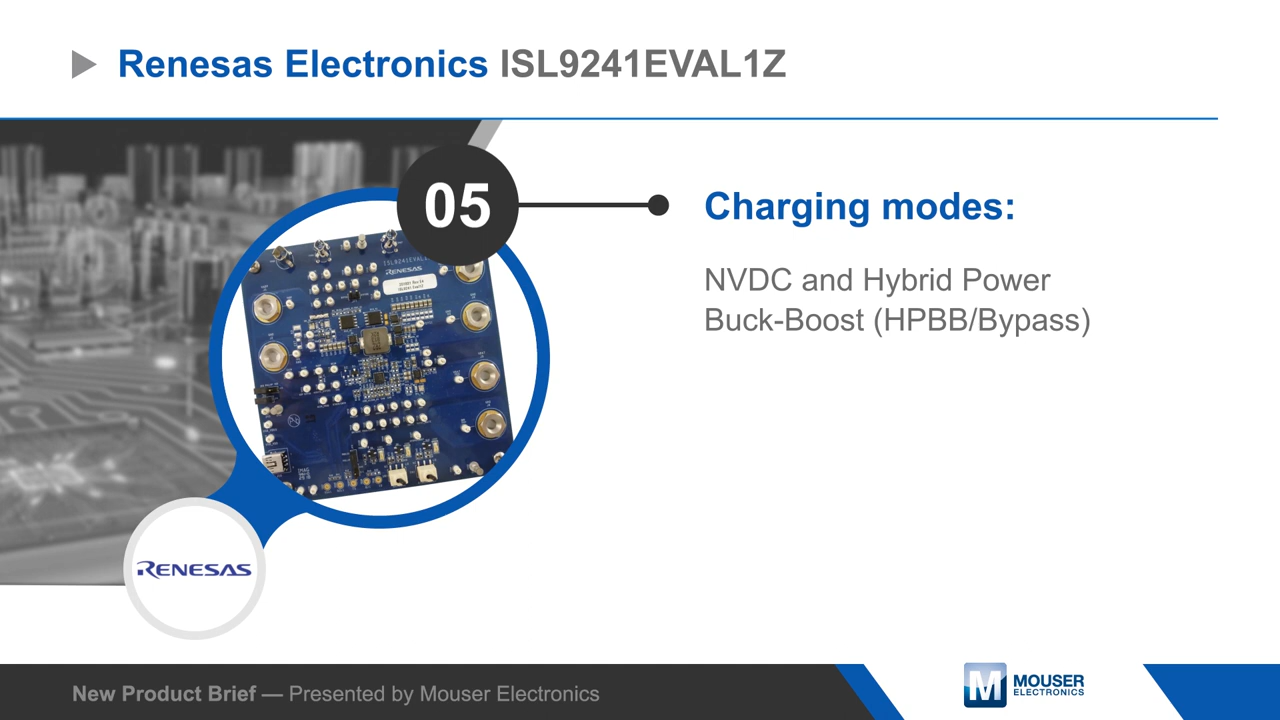 Renesas Electronics ISL9241EVAL1Z
05
Charging modes:
NVDC and Hybrid Power
Buck-Boost (HPBB/Bypass)
RENESAS
RENESAS
New Product Brief — Presented by Mouser Electronics
M MOUSER
ELECTRONICS